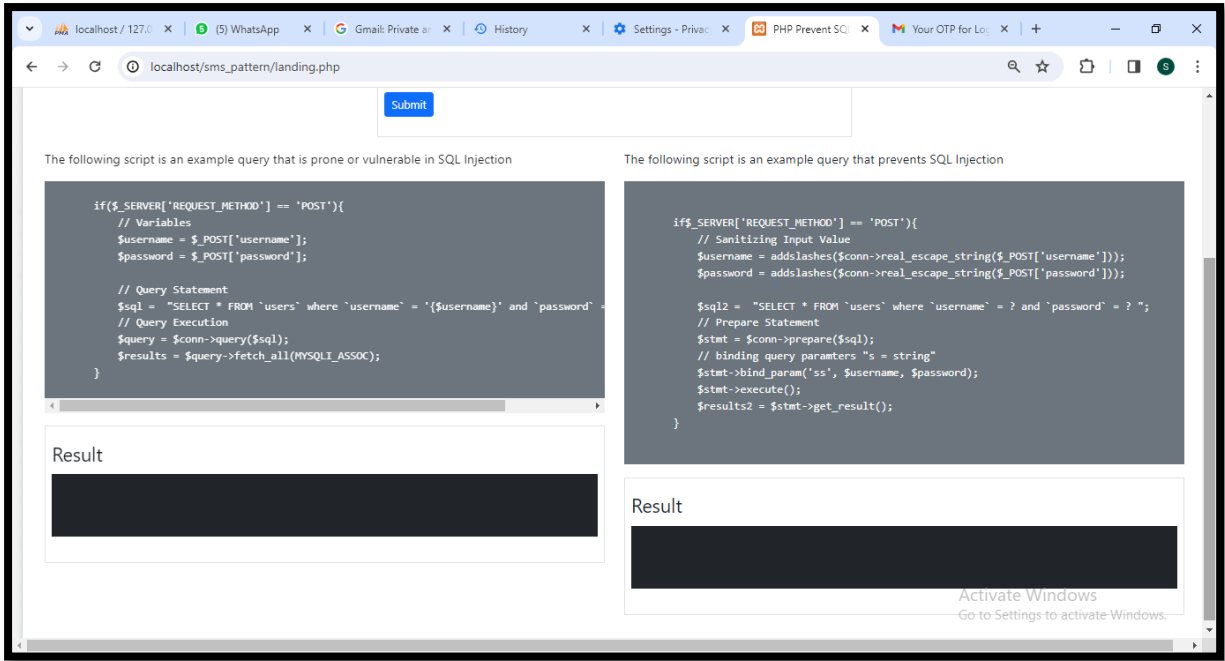 localhost / 127.0
(5) WhatsApp
Gmail: Private ar
History
Settings - Privac
PHP Prevent SQL
Your OTP for Log
localhost/sms_pattern/landing.php
S
Submit
The following script is an example query that is prone or vulnerable in SQL Injection
if($_SERVER['REQUEST_METHOD'] == 'POST'){
// Variables
$username = $_POST['username'];
$password = $_POST['password'];
// Query Statement
$sql =  "SELECT * FROM `users` where `username` = '{$username}' and `password` =
// Query Execution
$query = $conn->query($sql);
$results = $query->fetch_all(MYSQLI_ASSOC);
}
Result
The following script is an example query that prevents SQL Injection
if$_SERVER['REQUEST_METHOD'] == 'POST'){
// Sanitizing Input Value
$username = addslashes($conn->real_escape_string($_POST['username']));
$password = addslashes($conn->real_escape_string($_POST['password']));
$sql2 =  "SELECT * FROM `users` where `username` = ? and `password` = ? ";
// Prepare Statement
$stmt = $conn->prepare($sql);
// binding query paramters "s = string"
$stmt->bind_param('ss', $username, $password);
$stmt->execute();
$results2 = $stmt->get_result();
}
Result
Activate Windows
Go to Settings to activate Windows.